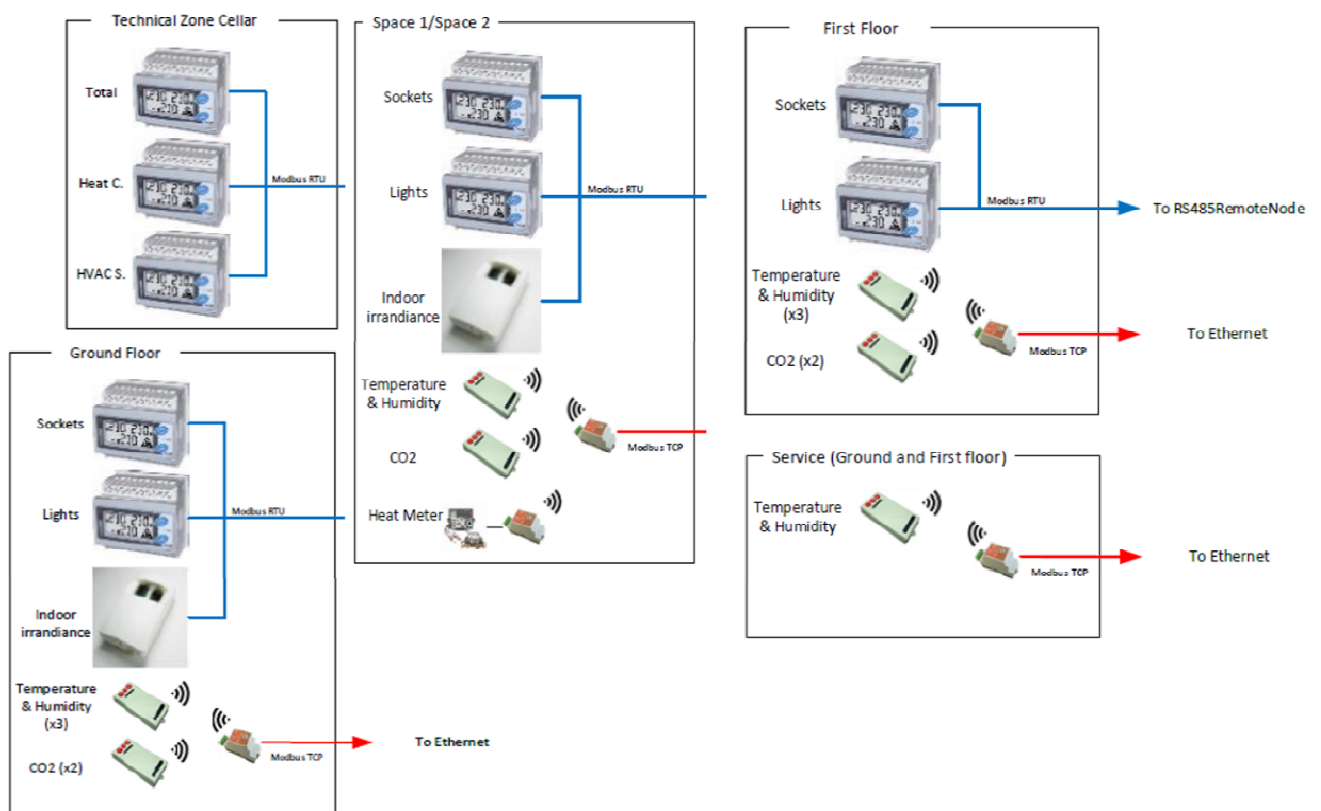 Technical Zone Cellar
Total
Heat C.
Modbus RTU
HVAC S.
Space 1/Space 2
Sockets
Lights
Modbus RTU
Indoor
irrandiance
Temperature
& Humidity
CO2
Modbus TCP
Heat Meter
First Floor
Sockets
Lights
Modbus RTU
To RS485RemoteNode
Temperature
& Humidity
(x3)
CO2 (x2)
Modbus TCP
To Ethernet
Ground Floor
Sockets
Lights
Modbus RTU
Indoor
irrandiance
Temperature
& Humidity
(x3)
CO2 (x2)
Modbus TCP
To Ethernet
Service (Ground and First floor)
Temperature
& Humidity
Modbus TCP
To Ethernet